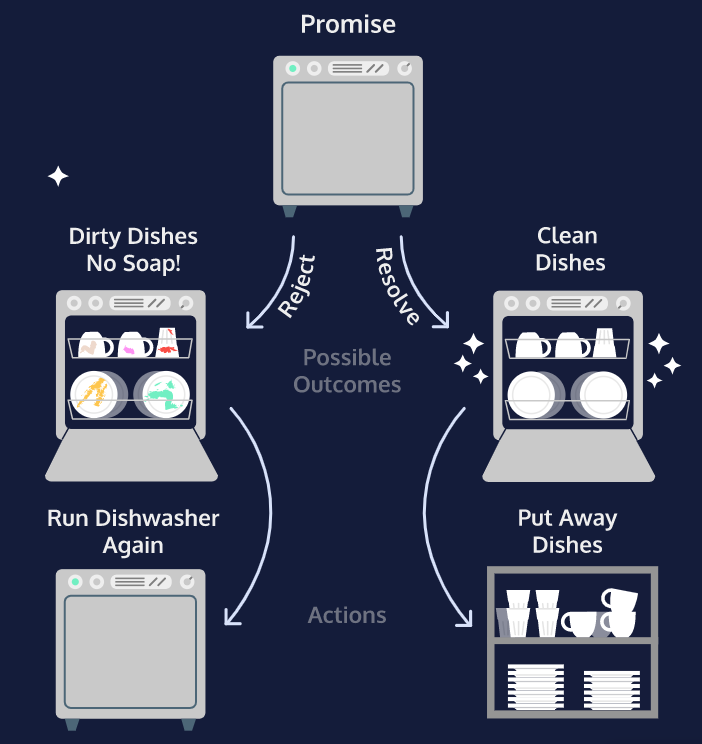 Promise
Dirty Dishes
No Soap!
Clean
Dishes
Reject
Resolve
Possible
Outcomes
Run Dishwasher
Again
Put Away
Dishes
Actions